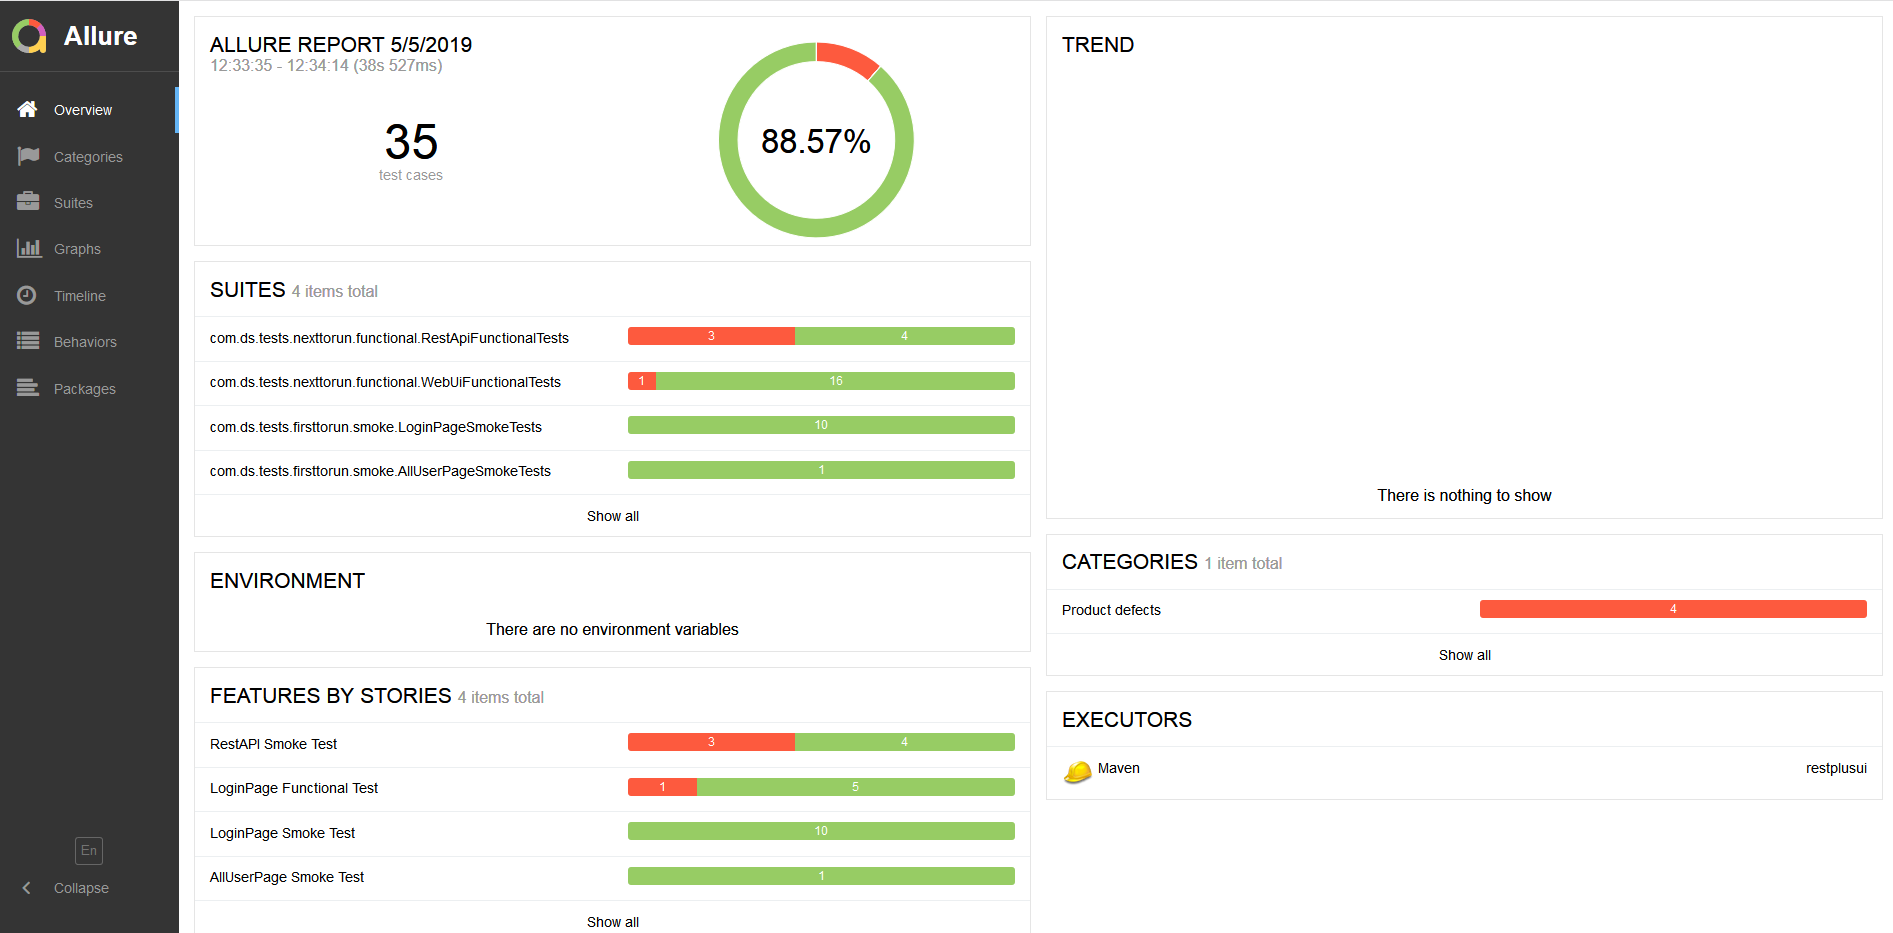 Allure
Overview
Categories
Suites
Graphs
Timeline
Behaviors
Packages
En
Collapse
ALLURE REPORT 5/5/2019
12:33:35 - 12:34:14 (38s 527ms)
35
test cases
88.57%
SUITES 4 items total
com.ds.tests.nexttorun.functional.RestApiFunctionalTests 3 4
com.ds.tests.nexttorun.functional.WebUiFunctionalTests 1 16
com.ds.tests.firsttorun.smoke.LoginPageSmokeTests 10
com.ds.tests.firsttorun.smoke.AllUserPageSmokeTests 1
Show all
ENVIRONMENT
There are no environment variables
FEATURES BY STORIES 4 items total
RestAPI Smoke Test 3 4
LoginPage Functional Test 1 5
LoginPage Smoke Test 10
AllUserPage Smoke Test 1
Show all
TREND
There is nothing to show
CATEGORIES 1 item total
Product defects 4
Show all
EXECUTORS
Maven restplusui